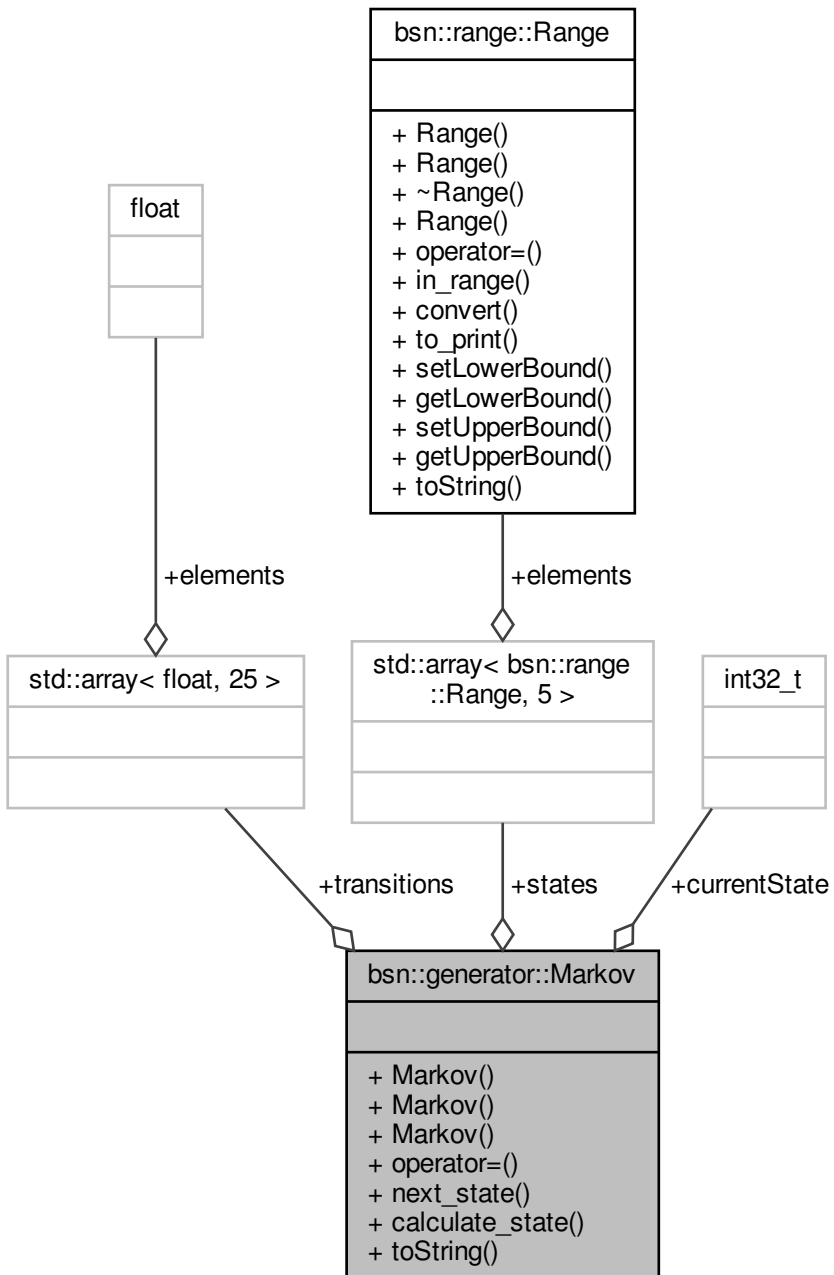 bsn::range::Range
+ Range()
+ Range()
+ ~Range()
+ Range()
+ operator=()
+ in_range()
+ convert()
+ to_print()
+ setLowerBound()
+ getLowerBound()
+ setUpperBound()
+ getUpperBound()
+ toString()
float
+elements
+elements
std::array< float, 25 >
std::array< bsn::range
::Range, 5 >
int32_t
+transitions
+states
+currentState
bsn::generator::Markov
+ Markov()
+ Markov()
+ Markov()
+ operator=()
+ next_state()
+ calculate_state()
+ toString()